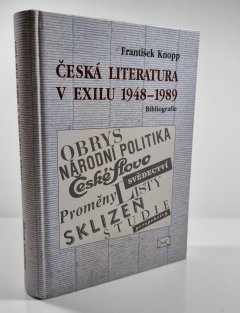 František Knopp
ČESKÁ LITERATURA
V EXILU 1948–1989
Bibliografie
OBRYS
NÁRODNÍ POLITIKA
České slovo
SVĚDECTVÍ
Proměny LISTY
SKLIZEŇ
STUDIE